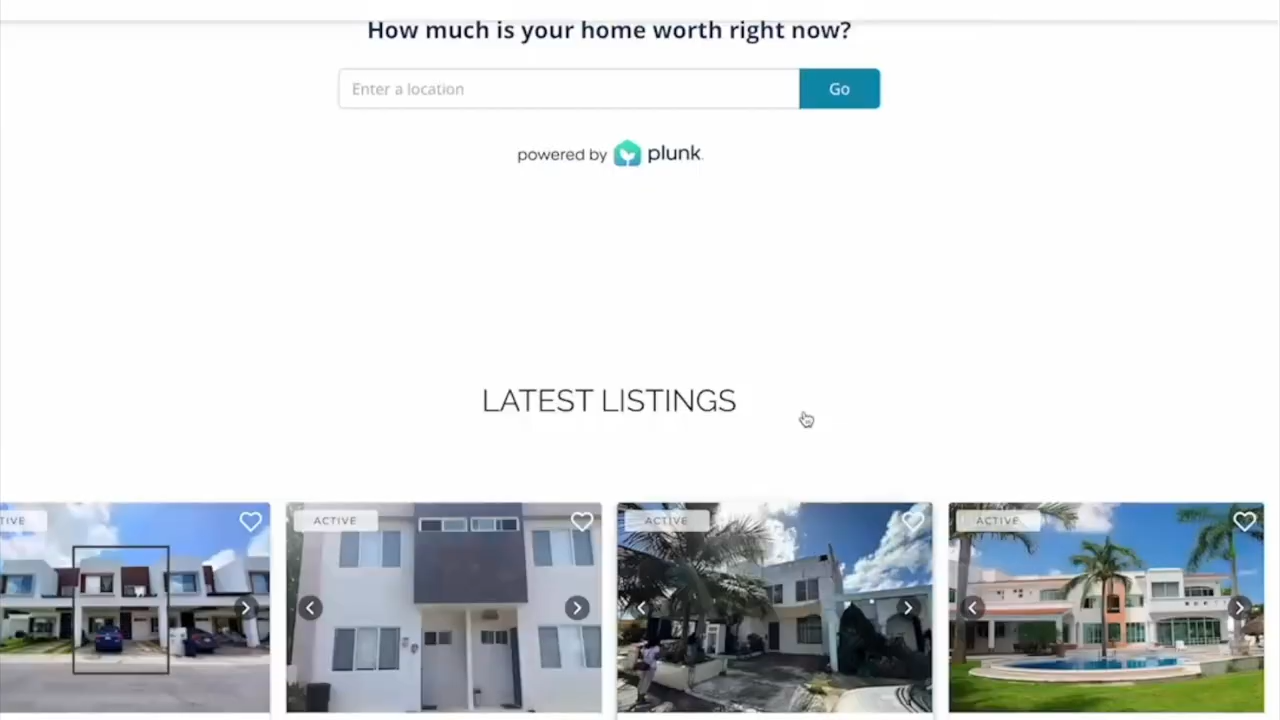 How much is your home worth right now?
Enter a location
Go
powered by plunk.
LATEST LISTINGS
TIVE
ACTIVE
ACTIVE
ACTIVE